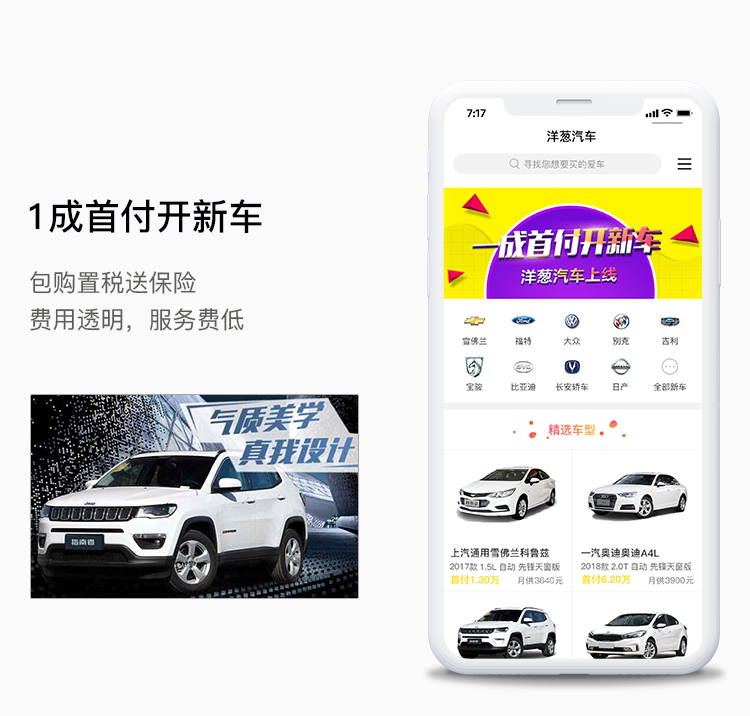 1成首付开新车
包购置税送保险
费用透明，服务费低
气质美学
真我设计
Jeep
指南者
7:17
洋葱汽车
寻找您想要买的爱车
一成首付开新车
洋葱汽车上线
雪佛兰 福特 大众 别克 吉利
宝骏 比亚迪 长安轿车 日产 全部新车
精选车型
上汽通用雪佛兰科鲁兹 一汽奥迪奥迪A4L
2017款 1.5L 自动 先锋天窗版 2018款 2.0T 自动 先锋天窗版
首付1.30万 月供3640元 首付6.20万 月供3900元